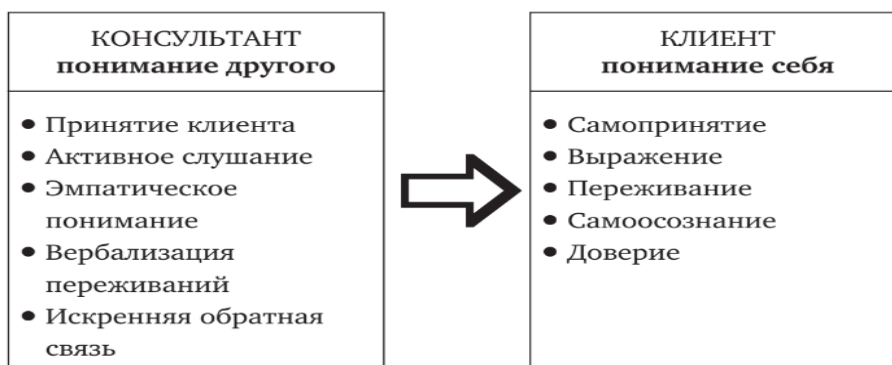 КОНСУЛЬТАНТ
понимание другого
• Принятие клиента
• Активное слушание
• Эмпатическое
понимание
• Вербализация
переживаний
• Искренняя обратная
связь
КЛИЕНТ
понимание себя
• Самопринятие
• Выражение
• Переживание
• Самоосознание
• Доверие